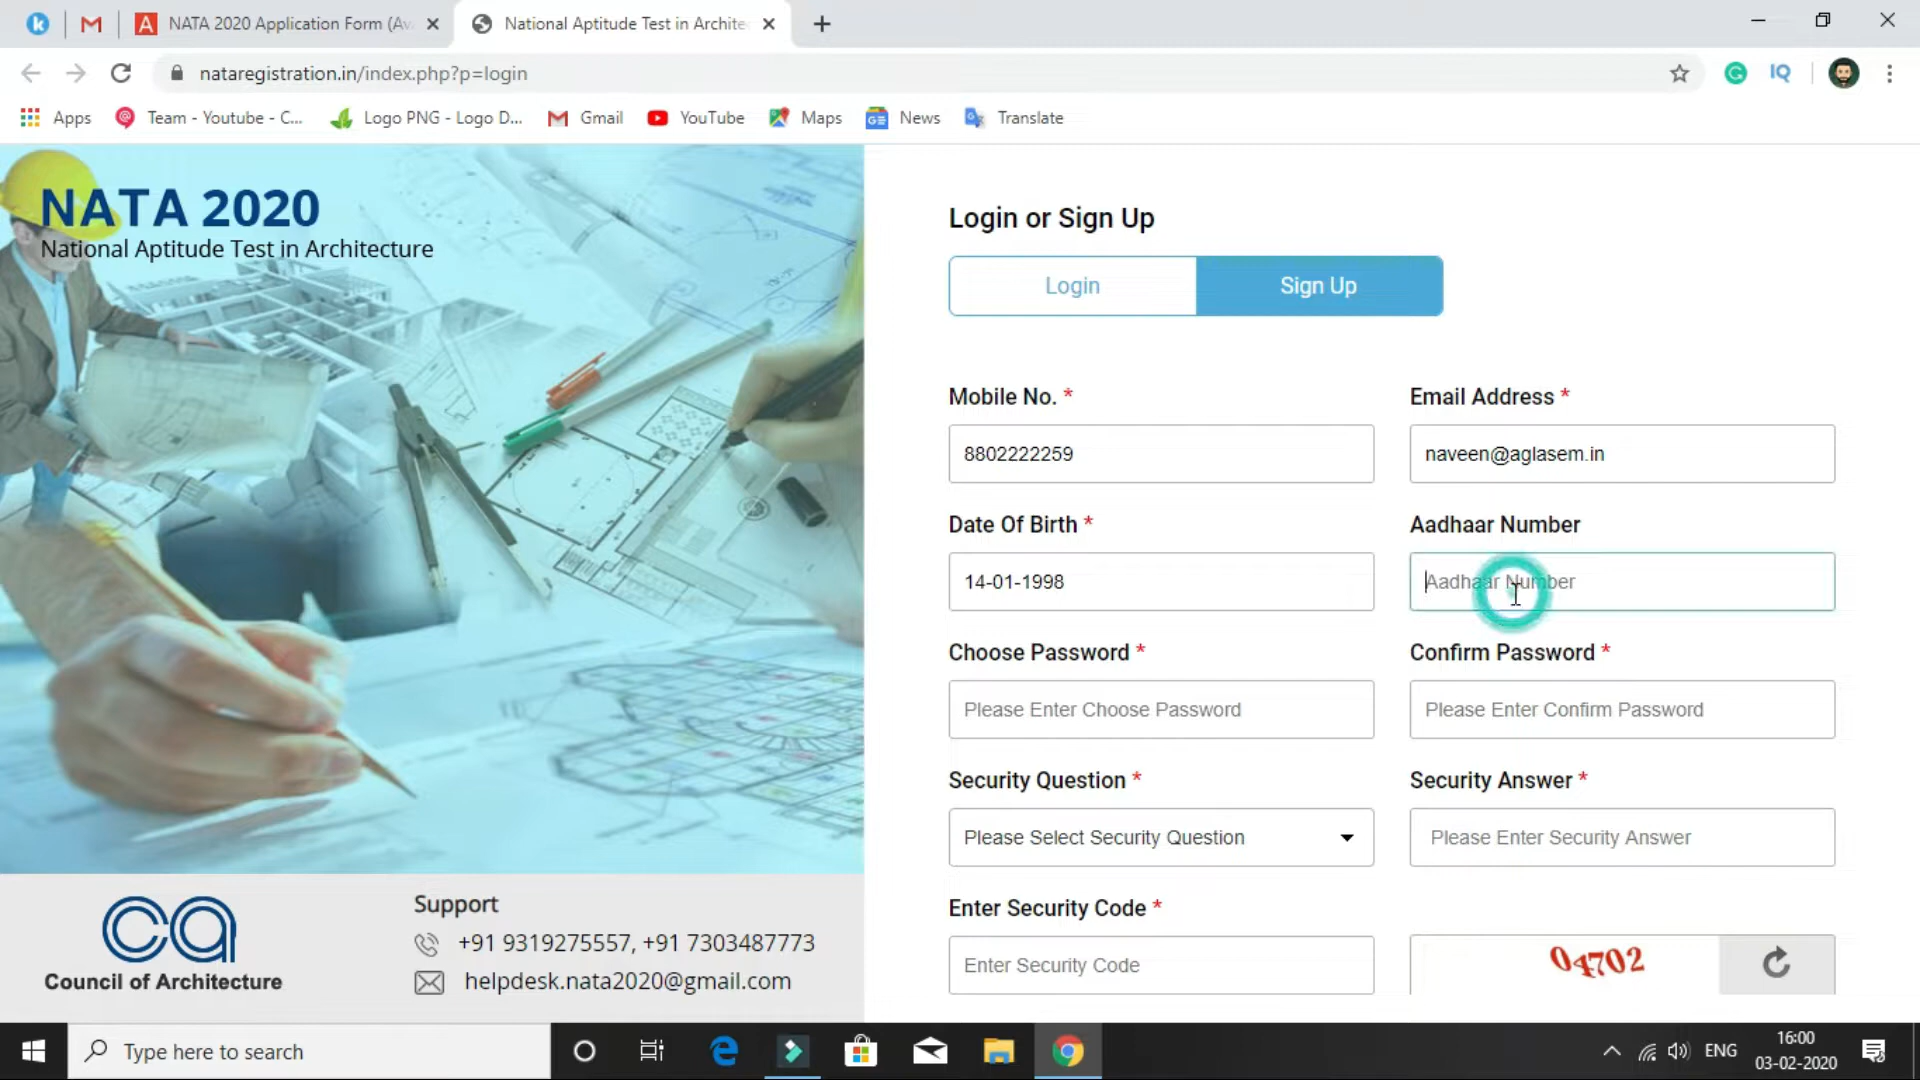 NATA 2020 Application Form (Av
National Aptitude Test in Archite
nataregistration.in/index.php?p=login
IQ
Apps
Team - Youtube - C...
Logo PNG - Logo D...
Gmail
YouTube
Maps
News
Translate
NATA 2020
National Aptitude Test in Architecture
Login or Sign Up
Login
Sign Up
Mobile No. *
Email Address *
8802222259
naveen@aglasem.in
Date Of Birth *
Aadhaar Number
14-01-1998
Aadhaar Number
Choose Password *
Confirm Password *
Please Enter Choose Password
Please Enter Confirm Password
Security Question *
Security Answer *
Please Select Security Question
Please Enter Security Answer
Enter Security Code *
Enter Security Code
04702
ca
Council of Architecture
Support
+91 9319275557, +91 7303487773
helpdesk.nata2020@gmail.com
Type here to search
ENG
16:00
03-02-2020